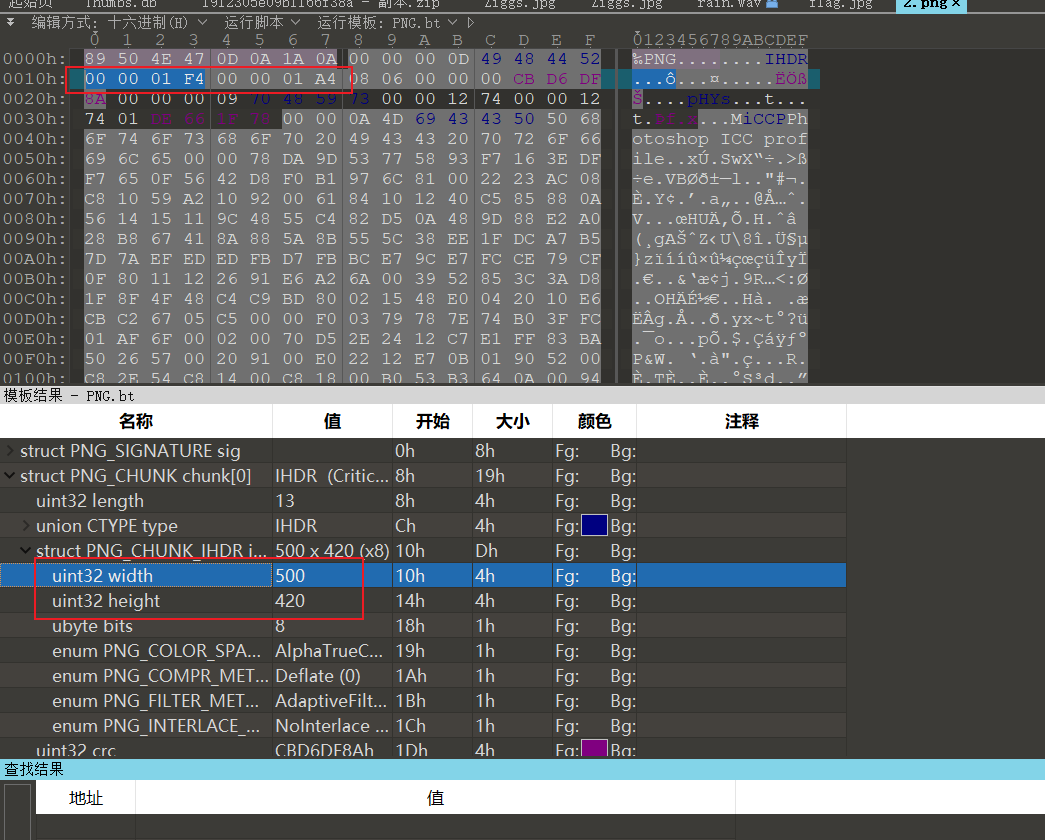 起始页 Thumbs.db 副本.zip Ziggs.jpg Ziggs.jpg rain.wav flag.jpg 2.png ×
编辑方式: 十六进制(H) 运行脚本 运行模板: PNG.bt
0 1 2 3 4 5 6 7 8 9 A B C D E F 0123456789ABCDEF
0000h: 89 50 4E 47 0D 0A 1A 0A 00 00 00 0D 49 48 44 52 ‰PNG........IHDR
0010h: 00 00 01 F4 00 00 01 A4 08 06 00 00 00 CB D6 DF ...ô...¤.....ËÖß
0020h: 8A 00 00 00 09 70 48 59 73 00 00 12 74 00 00 12 Š....pHYs...t...
0030h: 74 01 DE 66 1F 78 00 00 0A 4D 69 43 43 50 50 68 t.Þf.x...MiCCPPh
0040h: 6F 74 6F 73 68 6F 70 20 49 43 43 20 70 72 6F 66 otoshop ICC prof
0050h: 69 6C 65 00 00 78 DA 9D 53 77 58 93 F7 16 3E DF ile..xÚ.SwX“÷.>ß
0060h: F7 65 0F 56 42 D8 F0 B1 97 6C 81 00 22 23 AC 08 ÷e.VBØð±—l.."#¬.
0070h: C8 10 59 A2 10 92 00 61 84 10 12 40 C5 85 88 0A È.Y¢.’.a„..@Å…ˆ.
0080h: 56 14 15 11 9C 48 55 C4 82 D5 0A 48 9D 88 E2 A0 V...œHUÄ‚Õ.H.ˆâ
0090h: 28 B8 67 41 8A 88 5A 8B 55 5C 38 EE 1F DC A7 B5 (¸gAŠˆZ‹U\8î.Ü§µ
00A0h: 7D 7A EF ED ED FB D7 FB BC E7 9C E7 FC CE 79 CF }zïííû×û¼çœçüÎyÏ
00B0h: 0F 80 11 12 26 91 E6 A2 6A 00 39 52 85 3C 3A D8 .€..&‘æ¢j.9R…<:Ø
00C0h: 1F 8F 4F 48 C4 C9 BD 80 02 15 48 E0 04 20 10 E6 ..OHÄÉ½€..Hà. .æ
00D0h: CB C2 67 05 C5 00 00 F0 03 79 78 7E 74 B0 3F FC ËÂg.Å..ð.yx~t°?ü
00E0h: 01 AF 6F 00 02 00 70 D5 2E 24 12 C7 E1 FF 83 BA .¯o...pÕ.$.Çáÿƒº
00F0h: 50 26 57 00 20 91 00 E0 22 12 E7 0B 01 90 52 00 P&W. ‘.à".ç...R.
0100h: C8 2E 54 C8 14 00 C8 18 00 B0 53 B3 64 0A 00 94 È.TÈ..È..°S³d..”
模板结果 - PNG.bt
名称 值 开始 大小 颜色 注释
struct PNG_SIGNATURE sig 0h 8h Fg: Bg:
struct PNG_CHUNK chunk[0] IHDR (Critic... 8h 19h Fg: Bg:
uint32 length 13 8h 4h Fg: Bg:
union CTYPE type IHDR Ch 4h Fg: Bg:
struct PNG_CHUNK_IHDR i... 500 x 420 (x8) 10h Dh Fg: Bg:
uint32 width 500 10h 4h Fg: Bg:
uint32 height 420 14h 4h Fg: Bg:
ubyte bits 8 18h 1h Fg: Bg:
enum PNG_COLOR_SPA... AlphaTrueC... 19h 1h Fg: Bg:
enum PNG_COMPR_MET... Deflate (0) 1Ah 1h Fg: Bg:
enum PNG_FILTER_MET... AdaptiveFilt... 1Bh 1h Fg: Bg:
enum PNG_INTERLACE_... NoInterlace ... 1Ch 1h Fg: Bg:
uint32 crc CBD6DF8Ah 1Dh 4h Fg: Bg:
查找结果
地址 值